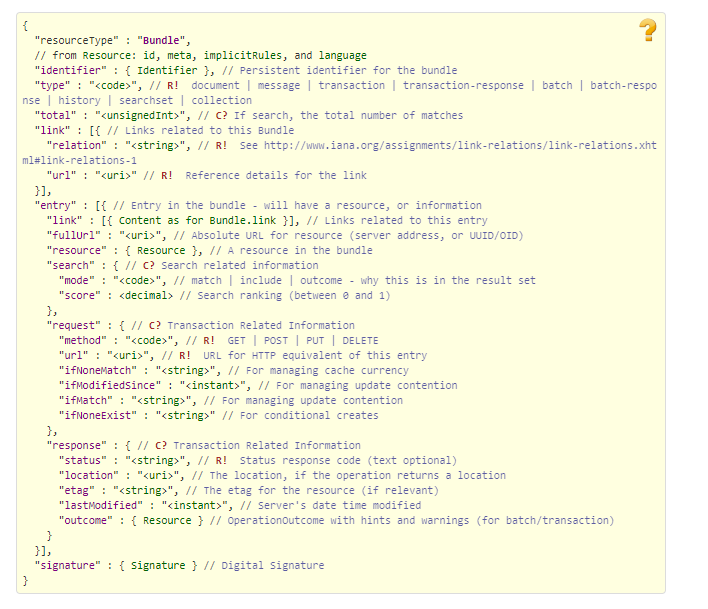 {
  "resourceType" : "Bundle",
  // from Resource: id, meta, implicitRules, and language
  "identifier" : { Identifier }, // Persistent identifier for the bundle
  "type" : "<code>", // R!  document | message | transaction | transaction-response | batch | batch-respo
nse | history | searchset | collection
  "total" : "<unsignedInt>", // C? If search, the total number of matches
  "link" : [{ // Links related to this Bundle
    "relation" : "<string>", // R!  See http://www.iana.org/assignments/link-relations/link-relations.xht
ml#link-relations-1
    "url" : "<uri>" // R!  Reference details for the link
  }],
  "entry" : [{ // Entry in the bundle - will have a resource, or information
    "link" : [{ Content as for Bundle.link }], // Links related to this entry
    "fullUrl" : "<uri>", // Absolute URL for resource (server address, or UUID/OID)
    "resource" : { Resource }, // A resource in the bundle
    "search" : { // C? Search related information
      "mode" : "<code>", // match | include | outcome - why this is in the result set
      "score" : <decimal> // Search ranking (between 0 and 1)
    },
    "request" : { // C? Transaction Related Information
      "method" : "<code>", // R!  GET | POST | PUT | DELETE
      "url" : "<uri>", // R!  URL for HTTP equivalent of this entry
      "ifNoneMatch" : "<string>", // For managing cache currency
      "ifModifiedSince" : "<instant>", // For managing update contention
      "ifMatch" : "<string>", // For managing update contention
      "ifNoneExist" : "<string>" // For conditional creates
    },
    "response" : { // C? Transaction Related Information
      "status" : "<string>", // R!  Status response code (text optional)
      "location" : "<uri>", // The location, if the operation returns a location
      "etag" : "<string>", // The etag for the resource (if relevant)
      "lastModified" : "<instant>", // Server's date time modified
      "outcome" : { Resource } // OperationOutcome with hints and warnings (for batch/transaction)
    }
  }],
  "signature" : { Signature } // Digital Signature
}